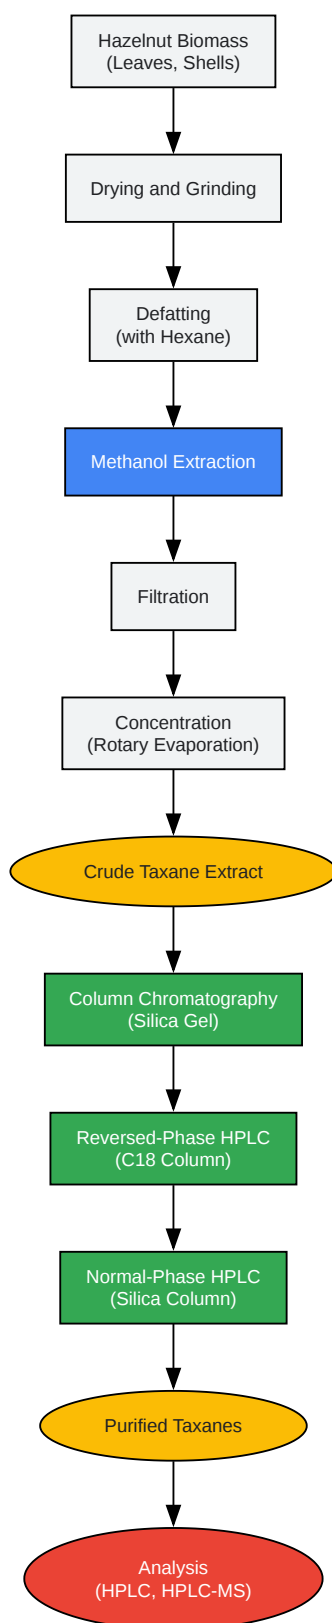 Hazelnut Biomass
(Leaves, Shells)
Drying and Grinding
Defatting
(with Hexane)
Methanol Extraction
Filtration
Concentration
(Rotary Evaporation)
Crude Taxane Extract
Column Chromatography
(Silica Gel)
Reversed-Phase HPLC
(C18 Column)
Normal-Phase HPLC
(Silica Column)
Purified Taxanes
Analysis
(HPLC, HPLC-MS)